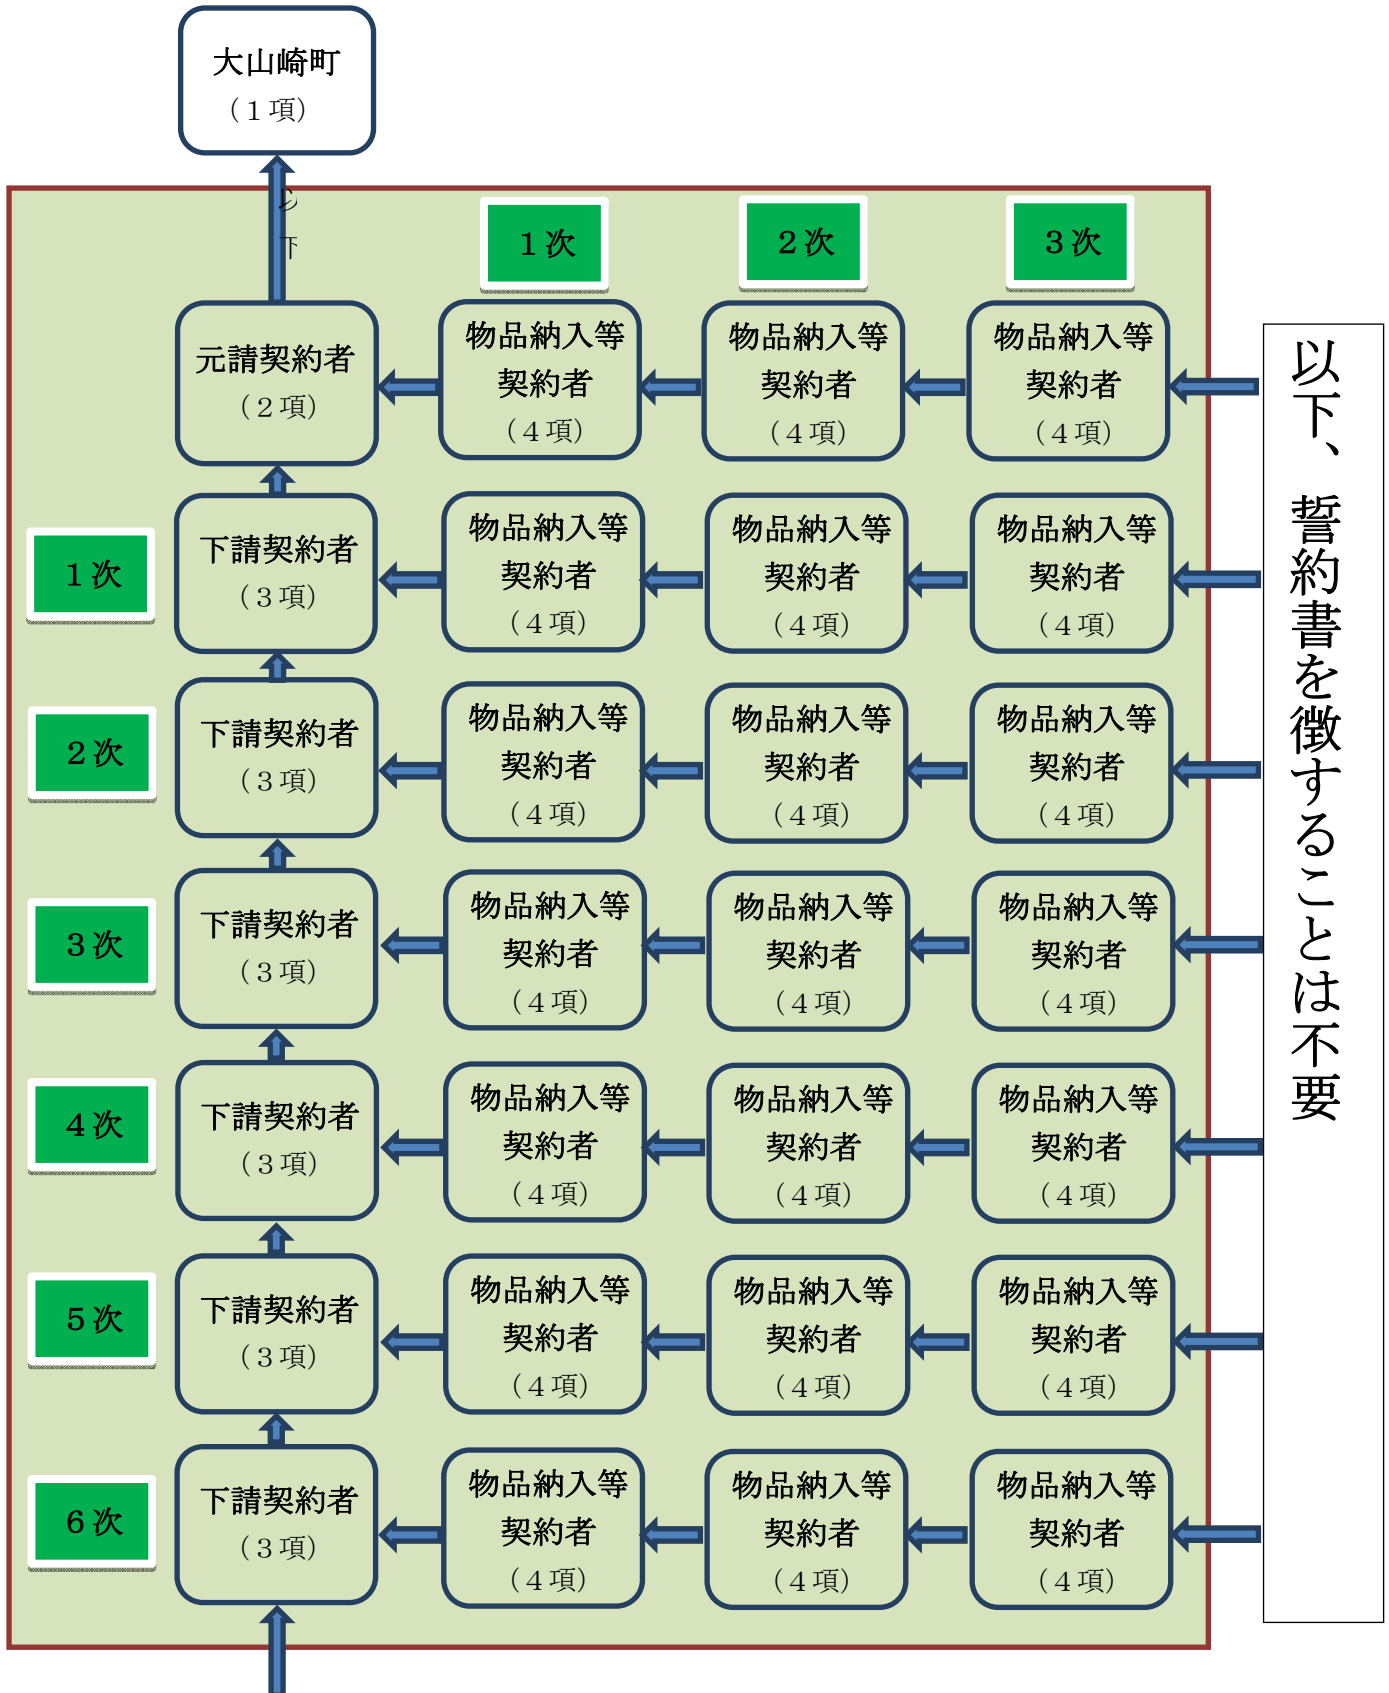 大山崎町
（１項）
以
下
１次
２次
３次
元請契約者
（２項）
物品納入等
契約者
（４項）
物品納入等
契約者
（４項）
物品納入等
契約者
（４項）
１次
下請契約者
（３項）
物品納入等
契約者
（４項）
物品納入等
契約者
（４項）
物品納入等
契約者
（４項）
２次
下請契約者
（３項）
物品納入等
契約者
（４項）
物品納入等
契約者
（４項）
物品納入等
契約者
（４項）
３次
下請契約者
（３項）
物品納入等
契約者
（４項）
物品納入等
契約者
（４項）
物品納入等
契約者
（４項）
４次
下請契約者
（３項）
物品納入等
契約者
（４項）
物品納入等
契約者
（４項）
物品納入等
契約者
（４項）
５次
下請契約者
（３項）
物品納入等
契約者
（４項）
物品納入等
契約者
（４項）
物品納入等
契約者
（４項）
６次
下請契約者
（３項）
物品納入等
契約者
（４項）
物品納入等
契約者
（４項）
物品納入等
契約者
（４項）
以下、誓約書を徴することは不要